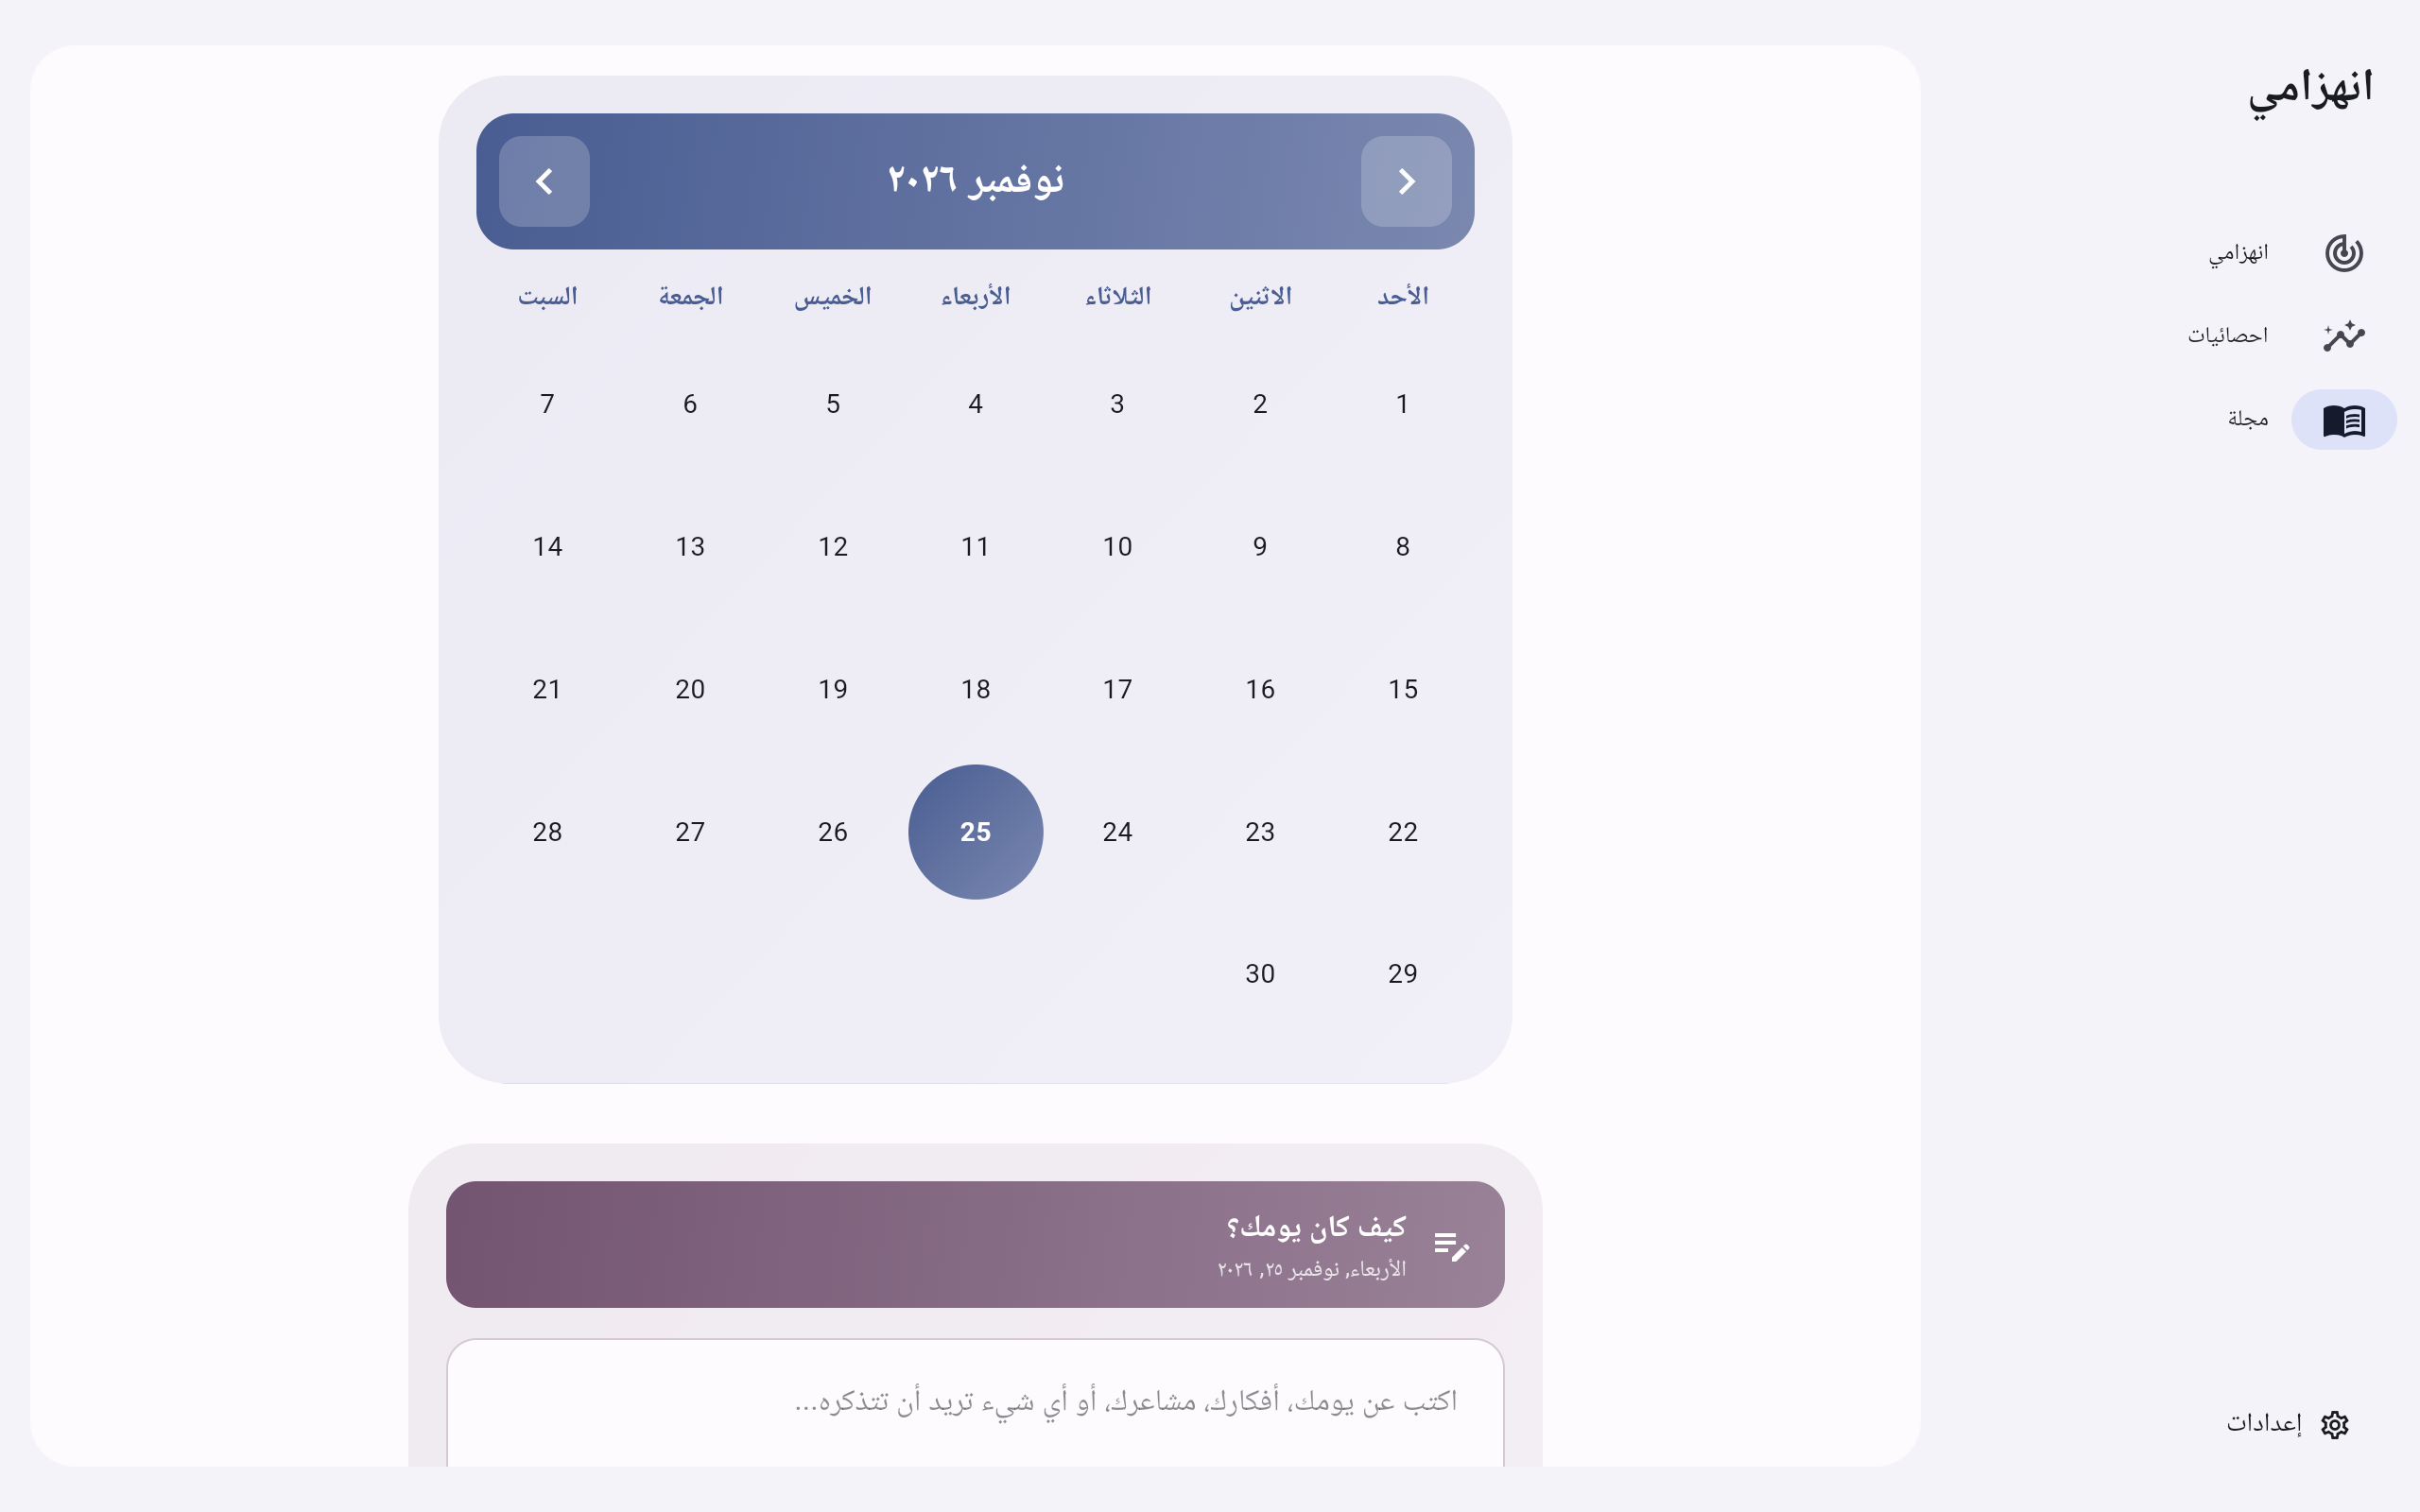 انهزامي
انهزامي
احصائيات
مجلة
إعدادات
نوفمبر ٢٠٢٦
الأحد الاثنين الثلاثاء الأربعاء الخميس الجمعة السبت
1 2 3 4 5 6 7
8 9 10 11 12 13 14
15 16 17 18 19 20 21
22 23 24 25 26 27 28
29 30
كيف كان يومك؟
الأربعاء, نوفمبر ٢٥, ٢٠٢٦
اكتب عن يومك، أفكارك، مشاعرك، أو أي شيء تريد أن تتذكره...